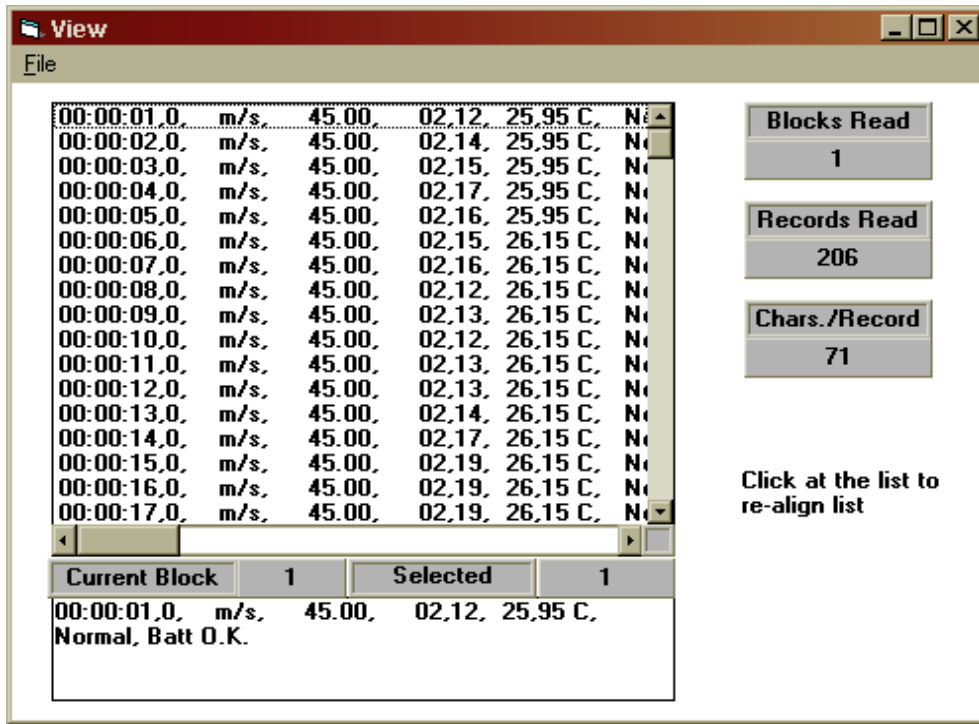 View
File
00:00:01,0, m/s, 45.00, 02,12, 25,95 C,
00:00:02,0, m/s, 45.00, 02,14, 25,95 C,
00:00:03,0, m/s, 45.00, 02,15, 25,95 C,
00:00:04,0, m/s, 45.00, 02,17, 25,95 C,
00:00:05,0, m/s, 45.00, 02,16, 25,95 C,
00:00:06,0, m/s, 45.00, 02,15, 26,15 C,
00:00:07,0, m/s, 45.00, 02,16, 26,15 C,
00:00:08,0, m/s, 45.00, 02,12, 26,15 C,
00:00:09,0, m/s, 45.00, 02,13, 26,15 C,
00:00:10,0, m/s, 45.00, 02,12, 26,15 C,
00:00:11,0, m/s, 45.00, 02,13, 26,15 C,
00:00:12,0, m/s, 45.00, 02,13, 26,15 C,
00:00:13,0, m/s, 45.00, 02,14, 26,15 C,
00:00:14,0, m/s, 45.00, 02,17, 26,15 C,
00:00:15,0, m/s, 45.00, 02,19, 26,15 C,
00:00:16,0, m/s, 45.00, 02,19, 26,15 C,
00:00:17,0, m/s, 45.00, 02,19, 26,15 C,
Blocks Read
1
Records Read
206
Chars./Record
71
Click at the list to
re-align list
Current Block 1 Selected 1
00:00:01,0, m/s, 45.00, 02,12, 25,95 C,
Normal, Batt O.K.